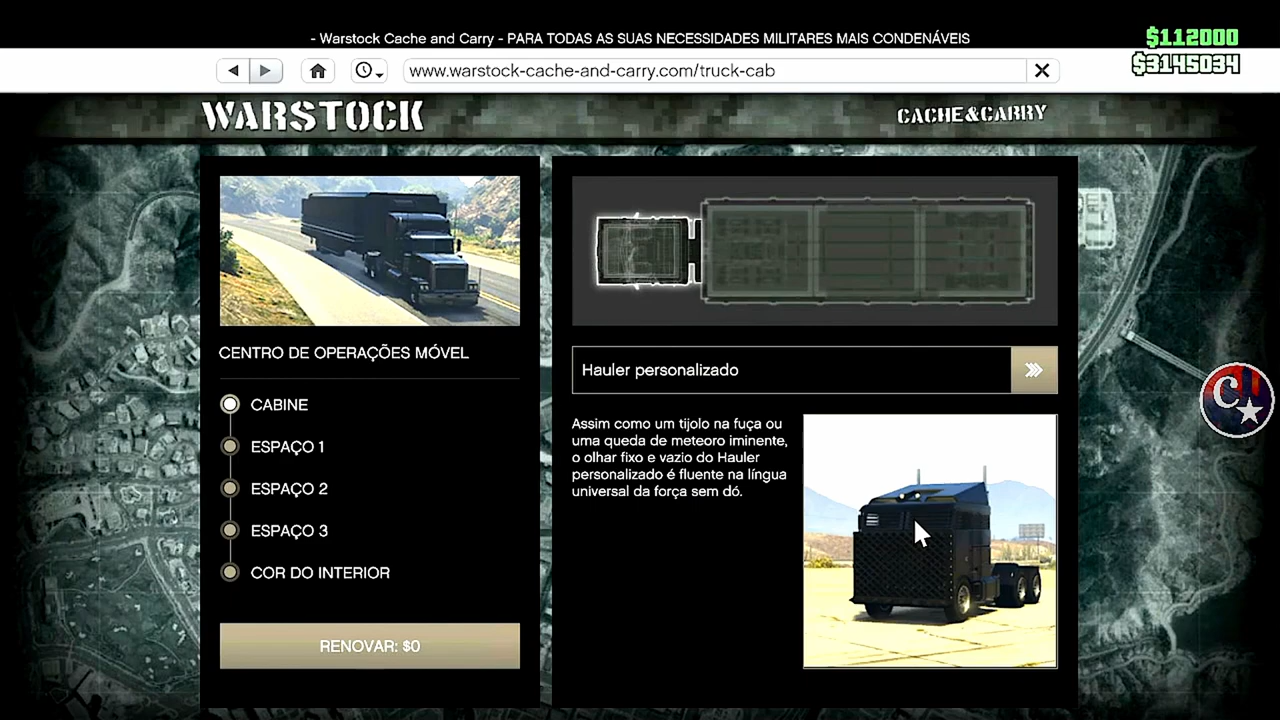 - Warstock Cache and Carry - PARA TODAS AS SUAS NECESSIDADES MILITARES MAIS CONDENÁVEIS
$112000
$3145034
www.warstock-cache-and-carry.com/truck-cab
WARSTOCK
CACHE&CARRY
CENTRO DE OPERAÇÕES MÓVEL
CABINE
ESPAÇO 1
ESPAÇO 2
ESPAÇO 3
COR DO INTERIOR
RENOVAR: $0
Hauler personalizado
Assim como um tijolo na fuça ou
uma queda de meteoro iminente,
o olhar fixo e vazio do Hauler
personalizado é fluente na língua
universal da força sem dó.
C